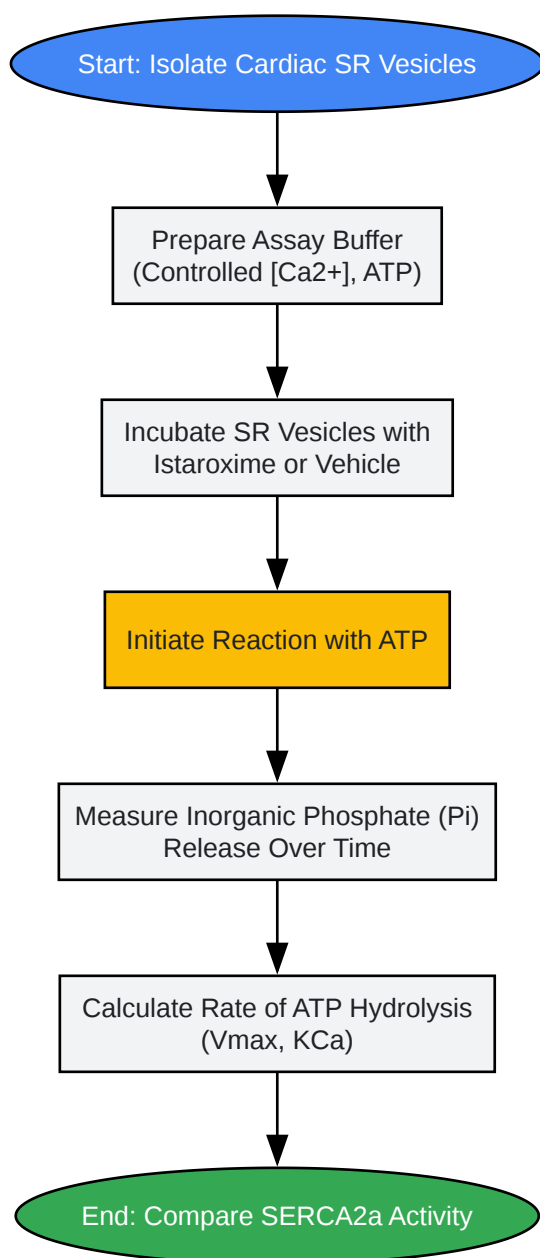 Start: Isolate Cardiac SR Vesicles
Prepare Assay Buffer
(Controlled [Ca2+], ATP)
Incubate SR Vesicles with
Istaroxime or Vehicle
Initiate Reaction with ATP
Measure Inorganic Phosphate (Pi)
Release Over Time
Calculate Rate of ATP Hydrolysis
(Vmax, KCa)
End: Compare SERCA2a Activity